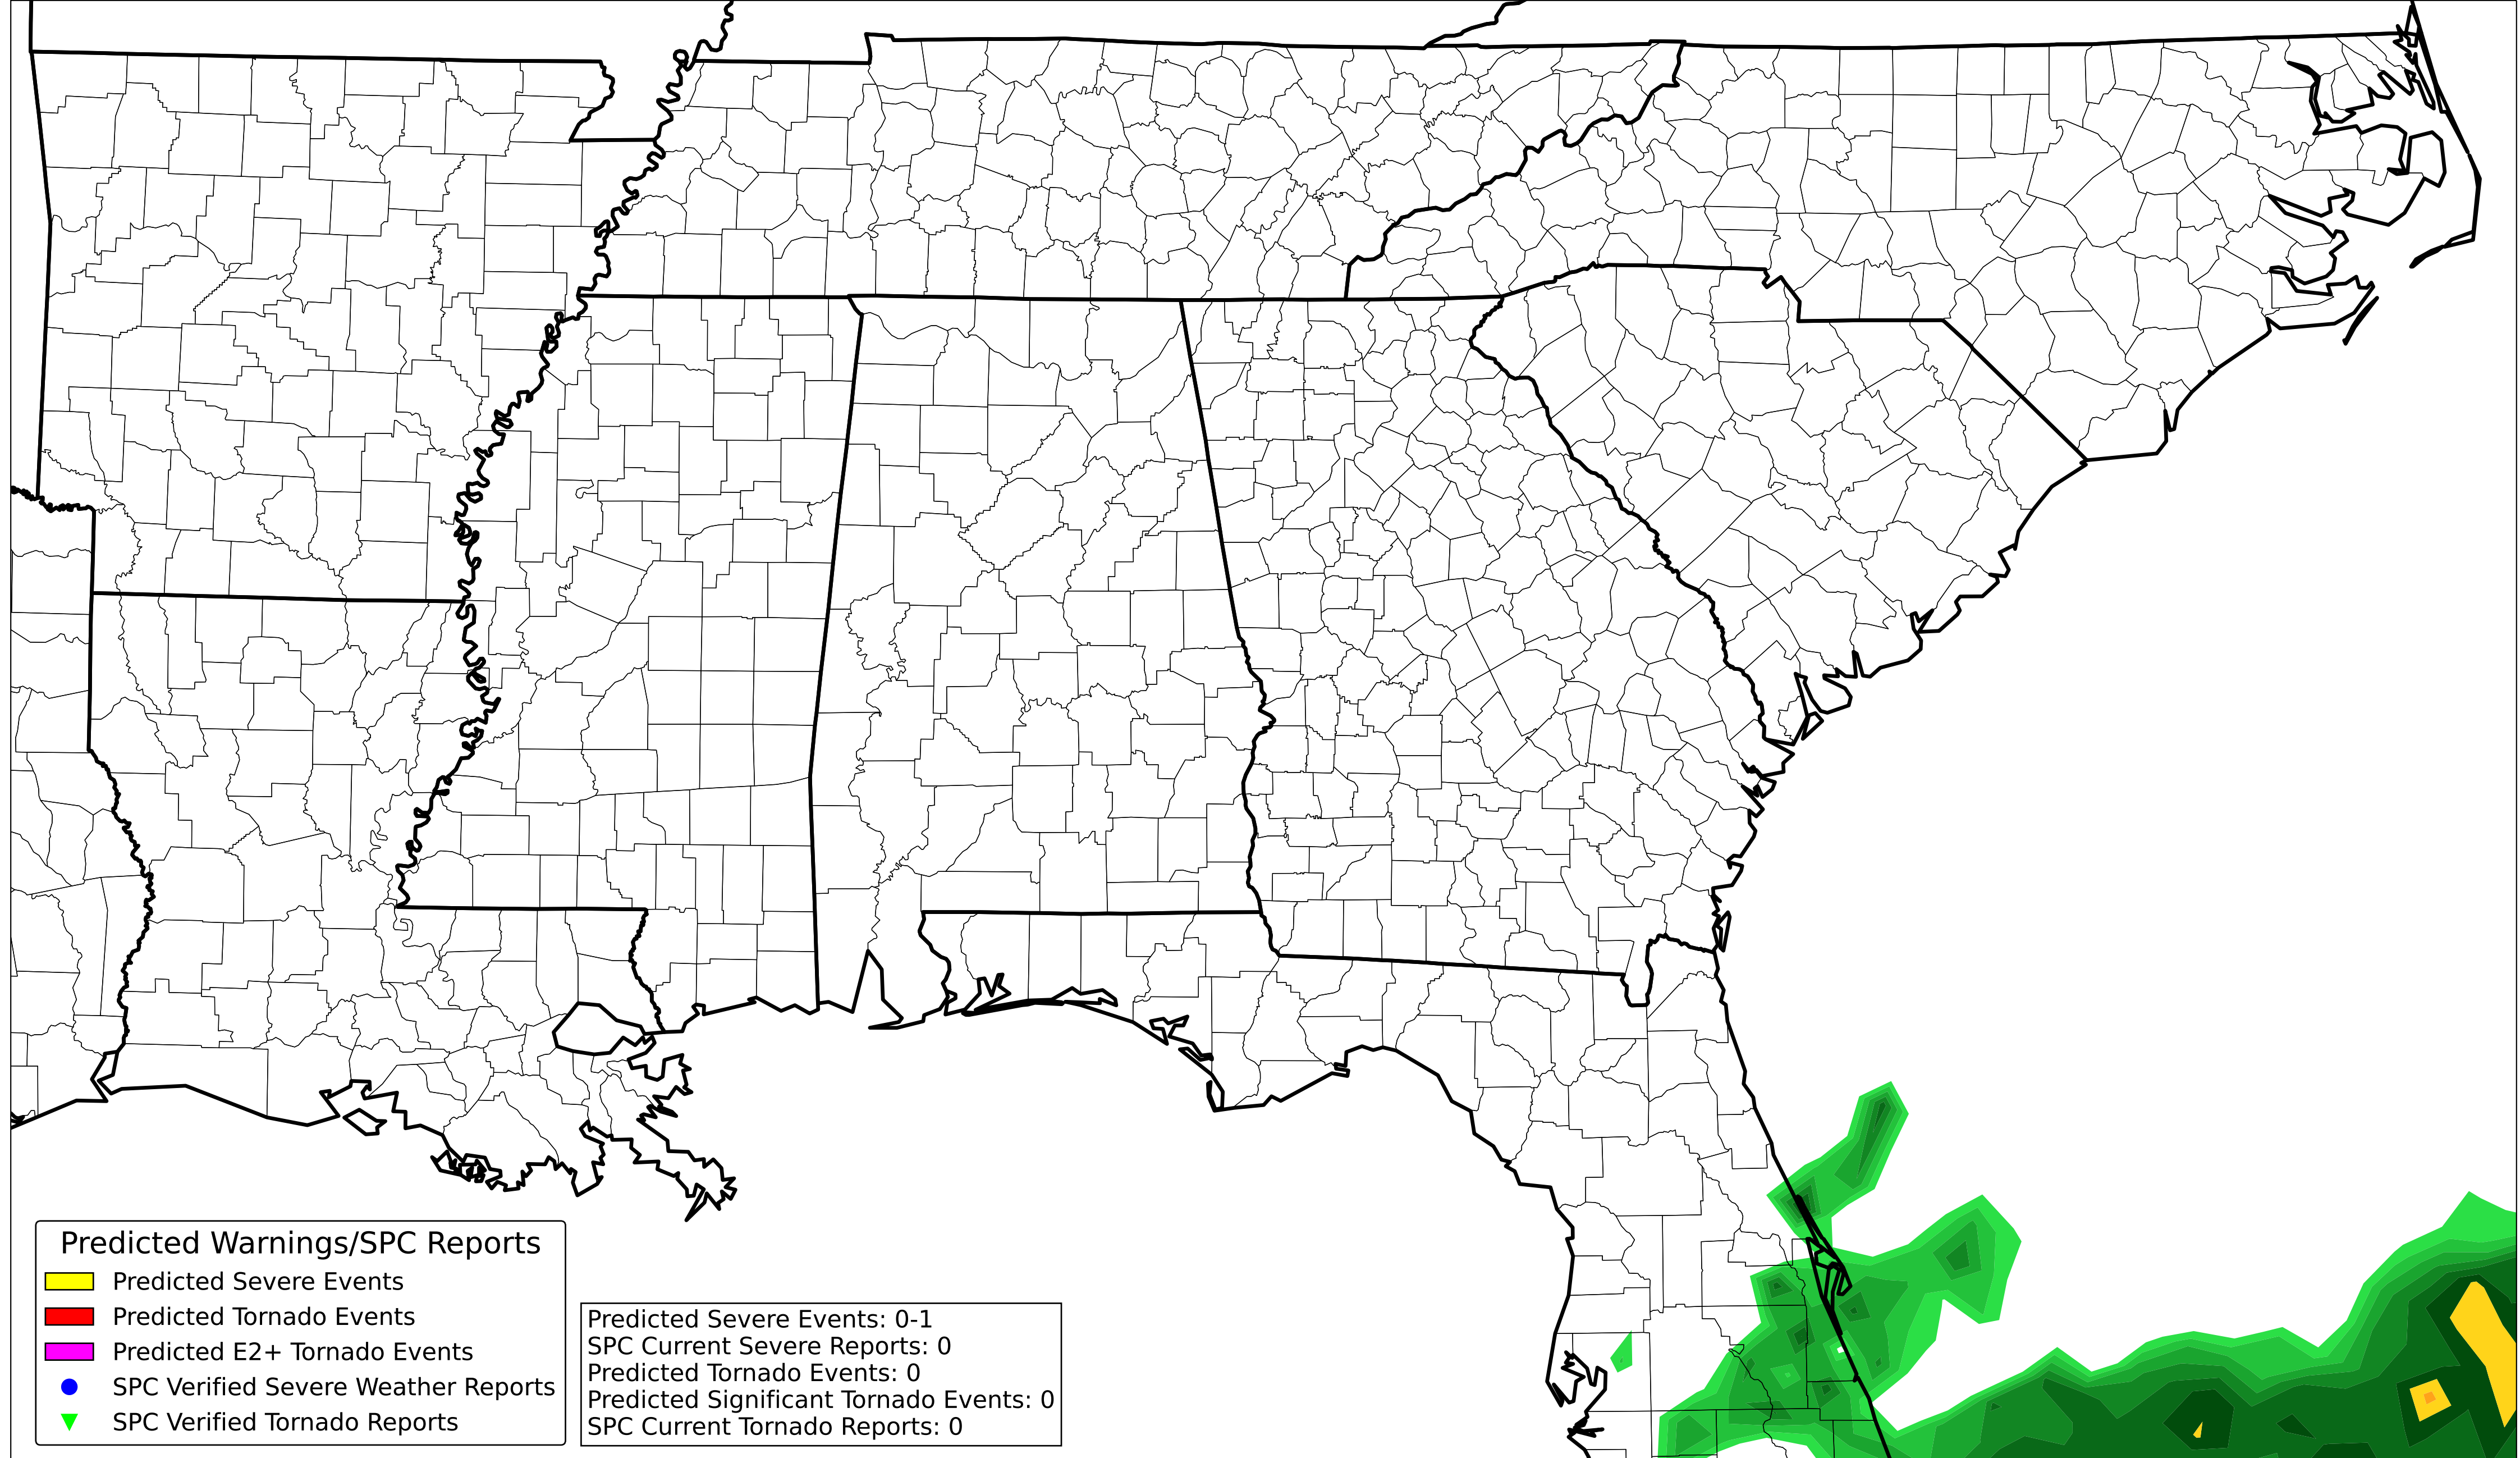 Predicted Warnings/SPC Reports
Predicted Severe Events
Predicted Tornado Events
Predicted E2+ Tornado Events
SPC Verified Severe Weather Reports
SPC Verified Tornado Reports
Predicted Severe Events: 0-1
SPC Current Severe Reports: 0
Predicted Tornado Events: 0
Predicted Significant Tornado Events: 0
SPC Current Tornado Reports: 0